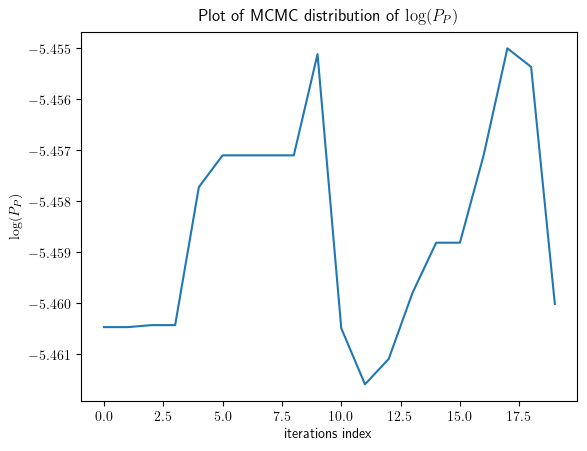 Plot of MCMC distribution of log(P_P)
−5.455
−5.456
−5.457
−5.458
−5.459
−5.460
−5.461
log(P_P)
0.0 2.5 5.0 7.5 10.0 12.5 15.0 17.5
iterations index